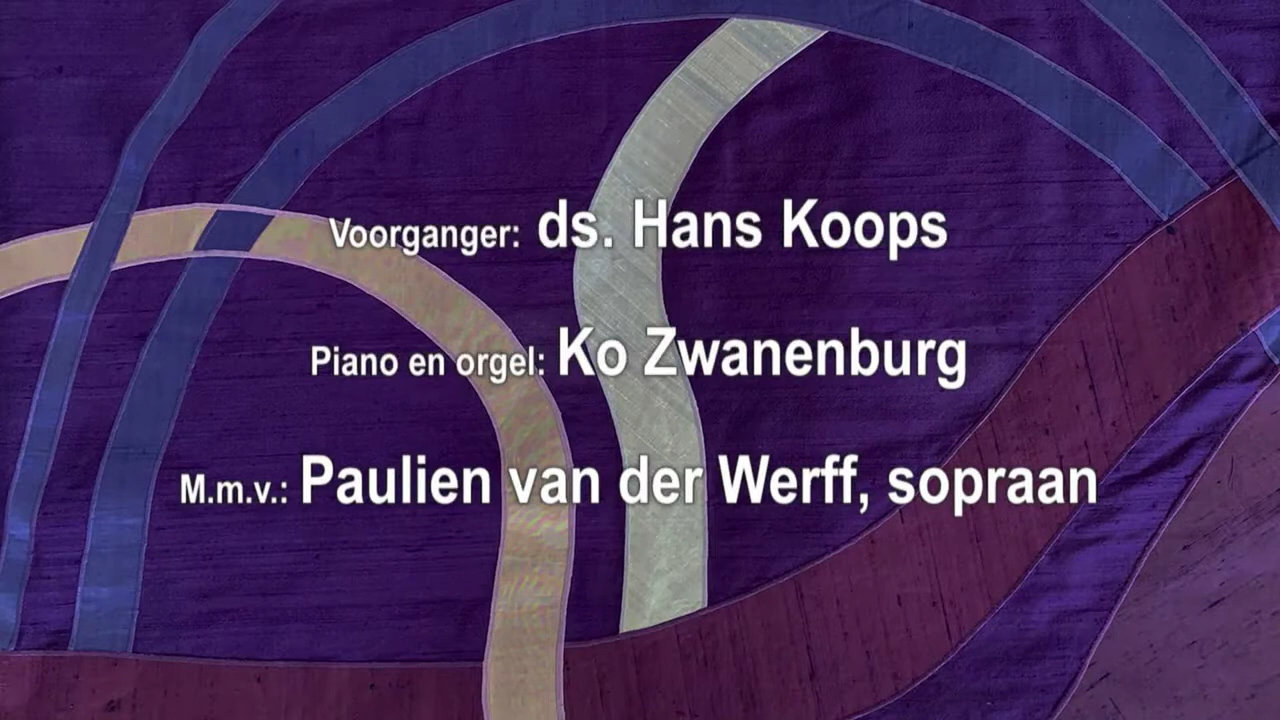 Voorganger: ds. Hans Koops
Piano en orgel: Ko Zwanenburg
M.m.v.: Paulien van der Werff, sopraan